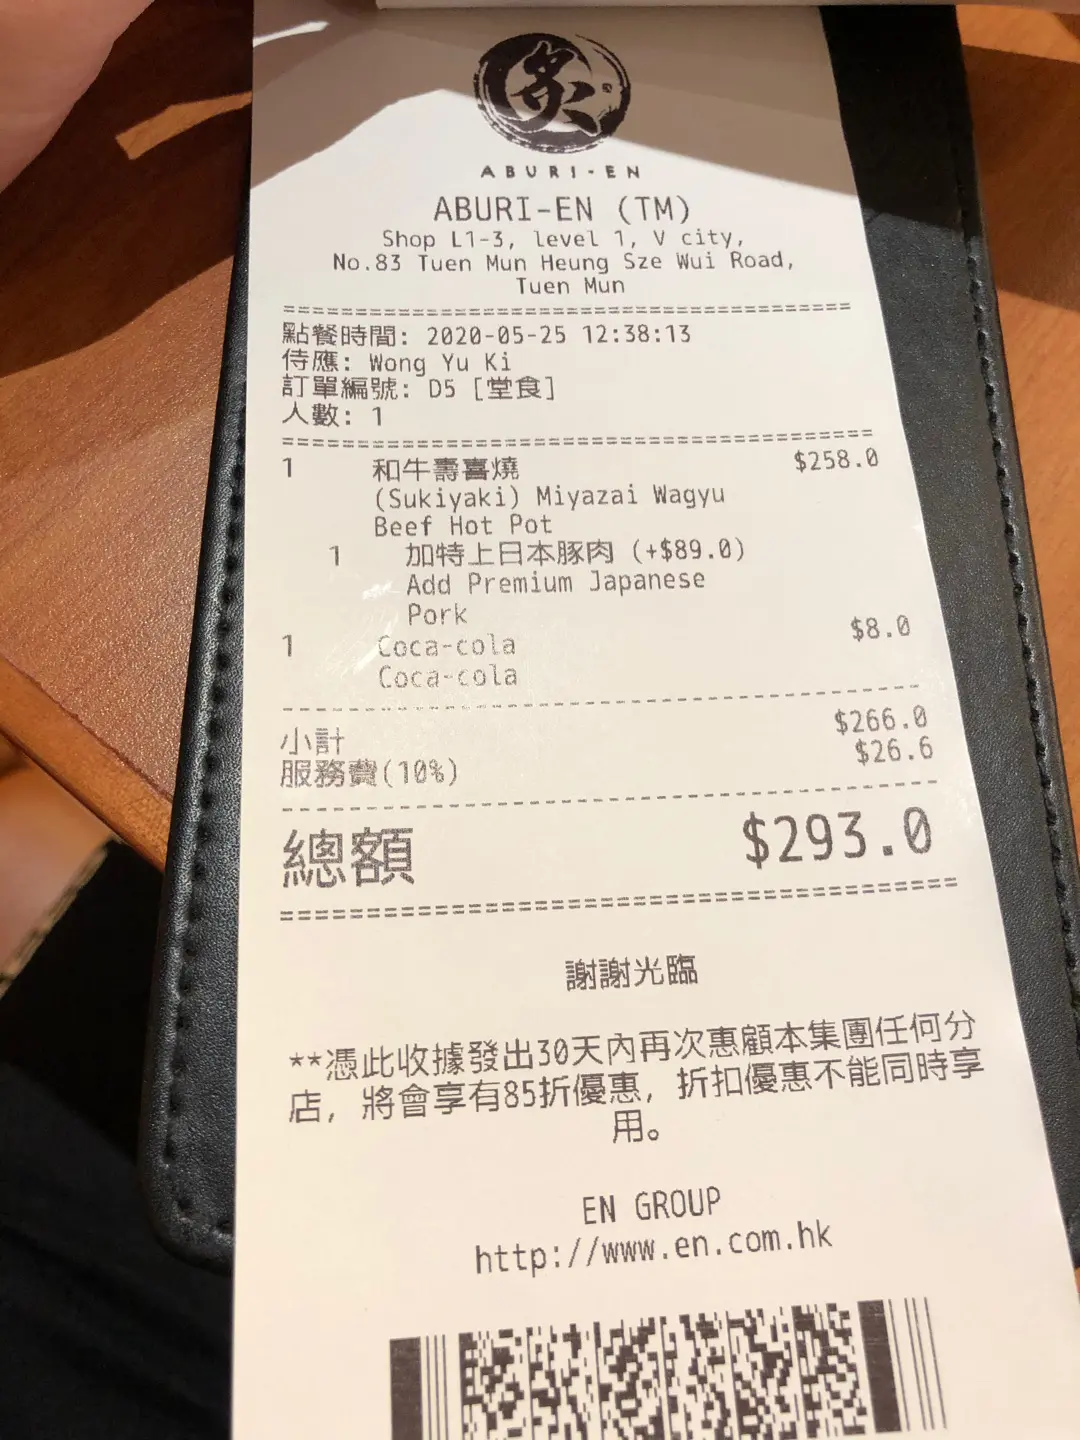 炙
ABURI-EN
ABURI-EN (TM)
Shop L1-3, level 1, V city,
No.83 Tuen Mun Heung Sze Wui Road,
Tuen Mun
點餐時間: 2020-05-25 12:38:13
侍應: Wong Yu Ki
訂單編號: D5 [堂食]
人數: 1
1 和牛壽喜燒 $258.0
(Sukiyaki) Miyazai Wagyu
Beef Hot Pot
1 加特上日本豚肉 (+$89.0)
Add Premium Japanese
Pork
1 Coca-cola $8.0
Coca-cola
小計 $266.0
服務費(10%) $26.6
總額 $293.0
謝謝光臨
**憑此收據發出30天內再次惠顧本集團任何分
店, 將會享有85折優惠, 折扣優惠不能同時享
用。
EN GROUP
http://www.en.com.hk